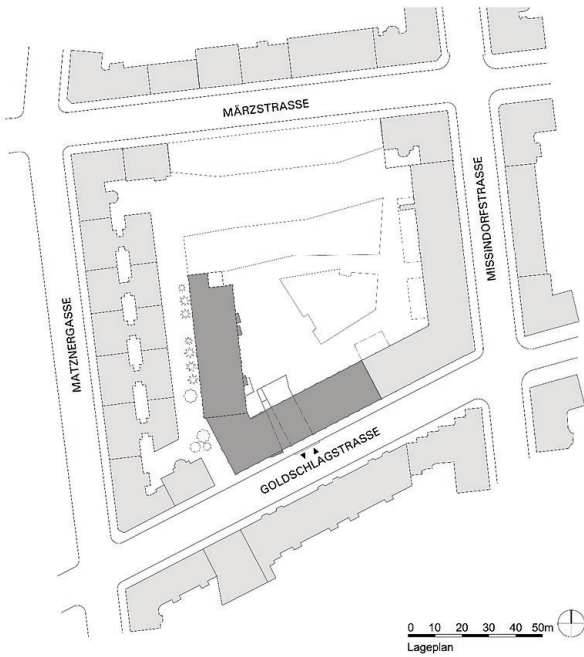 MÄRZSTRASSE
MISSINDORFSTRASSE
MATZNERGASSE
GOLDSCHLAGSTRASSE
0 10 20 30 40 50m
Lageplan